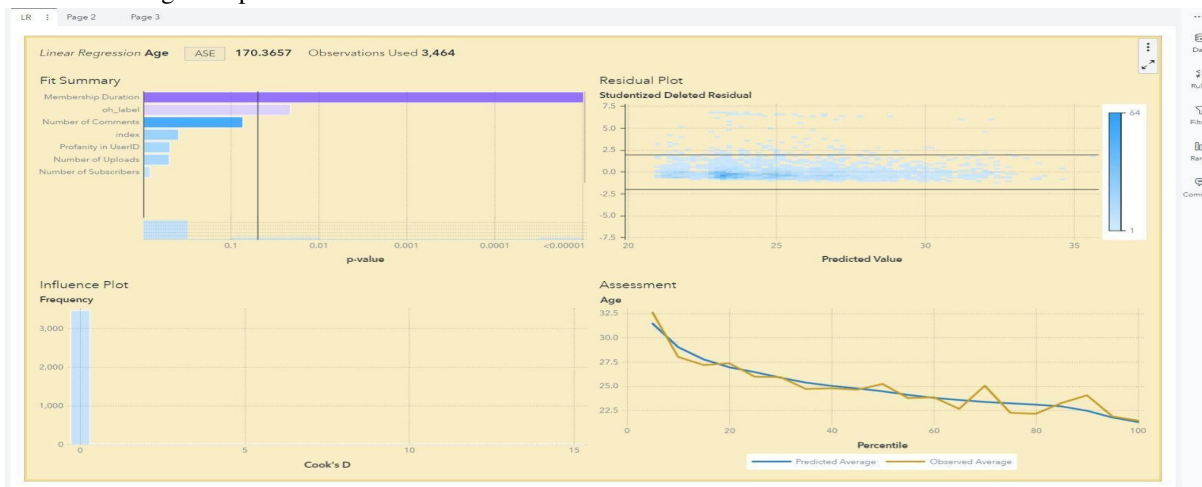 LR
Page 2
Page 3
Linear Regression Age ASE 170.3657 Observations Used 3,464
Fit Summary
Membership Duration
oh_label
Number of Comments
index
Profanity in UserID
Number of Uploads
Number of Subscribers
0.1 0.01 0.001 0.0001 <0.00001
p-value
Residual Plot
Studentized Deleted Residual
7.5
5.0
2.5
0.0
-2.5
-5.0
-7.5
20 25 30 35
Predicted Value
64
1
Influence Plot
Frequency
3,000
2,000
1,000
0
0 5 10 15
Cook's D
Assessment
Age
32.5
30.0
27.5
25.0
22.5
0 20 40 60 80 100
Percentile
Predicted Average Observed Average